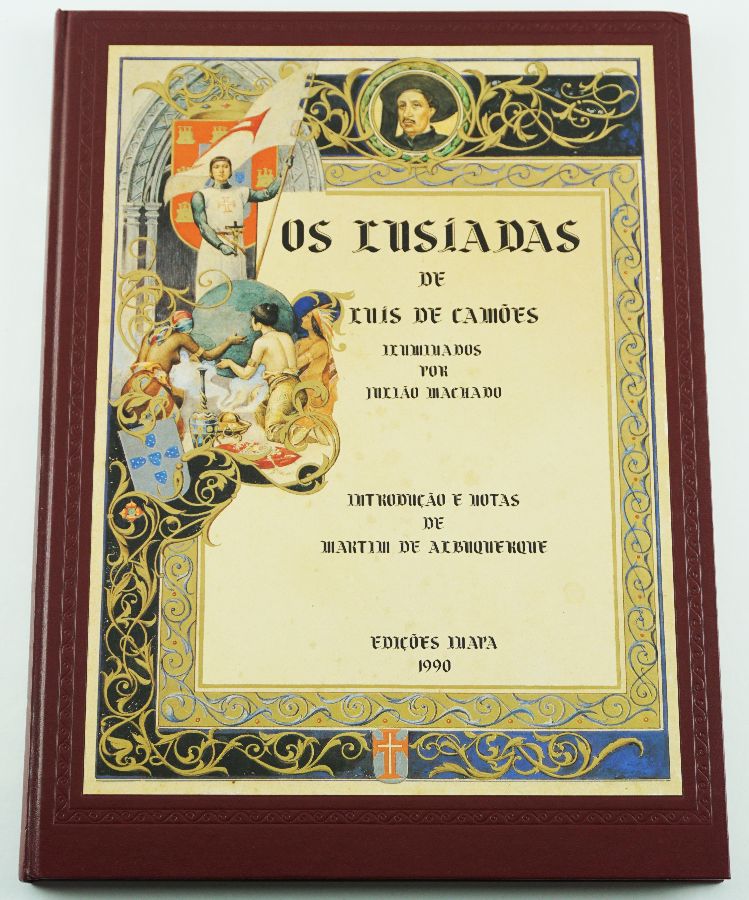 OS LUSÍADAS
DE
LUÍS DE CAMÕES
ILUMINADOS
POR
JULIÃO MACHADO
INTRODUÇÃO E NOTAS
DE
MARTIM DE ALBUQUERQUE
EDIÇÕES INAPA
1990